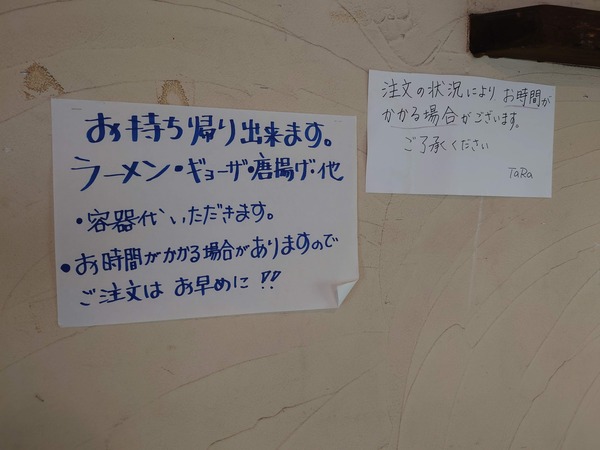 お持ち帰り出来ます。
ラーメン・ギョーザ・唐揚げ・他
・容器代いただきます。
・お時間がかかる場合がありますので
ご注文は お早めに!!
注文の状況により お時間が
かかる場合がございます。
ご了承ください
TaRa